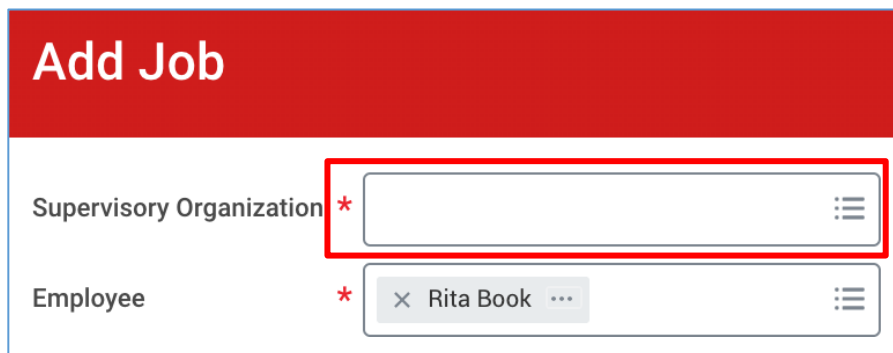 Add Job
Supervisory Organization *
Employee * × Rita Book ...